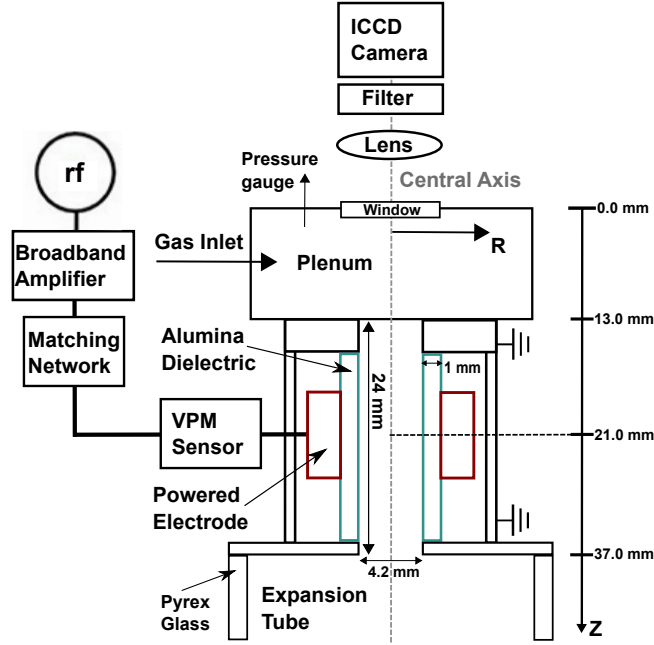 ICCD
Camera
Filter
Lens
rf
Pressure
gauge
Central Axis
Window
0.0 mm
Broadband
Amplifier
Gas Inlet
Plenum
R
13.0 mm
Matching
Network
Alumina
Dielectric
24 mm
1 mm
VPM
Sensor
21.0 mm
Powered
Electrode
37.0 mm
4.2 mm
Pyrex
Glass
Expansion
Tube
Z